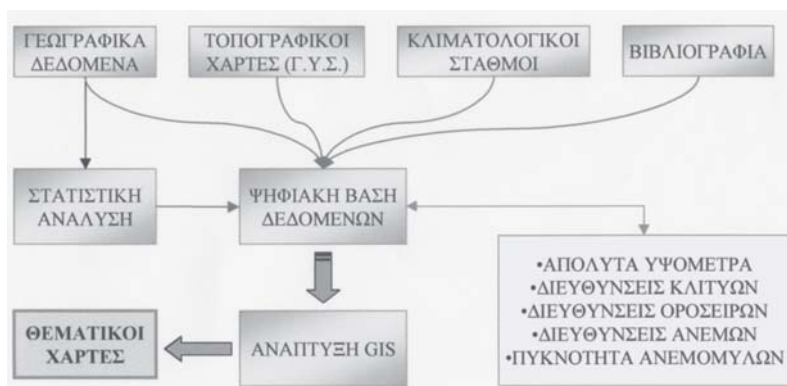 ΓΕΩΓΡΑΦΙΚΑ
ΔΕΔΟΜΕΝΑ
ΤΟΠΟΓΡΑΦΙΚΟΙ
ΧΑΡΤΕΣ (Γ.Υ.Σ.)
ΚΛΙΜΑΤΟΛΟΓΙΚΟΙ
ΣΤΑΘΜΟΙ
ΒΙΒΛΙΟΓΡΑΦΙΑ
ΣΤΑΤΙΣΤΙΚΗ
ΑΝΑΛΥΣΗ
ΨΗΦΙΑΚΗ ΒΑΣΗ
ΔΕΔΟΜΕΝΩΝ
•ΑΠΟΛΥΤΑ ΥΨΟΜΕΤΡΑ
•ΔΙΕΥΘΥΝΣΕΙΣ ΚΛΙΤΥΩΝ
•ΔΙΕΥΘΥΝΣΕΙΣ ΟΡΟΣΕΙΡΩΝ
•ΔΙΕΥΘΥΝΣΕΙΣ ΑΝΕΜΩΝ
•ΠΥΚΝΟΤΗΤΑ ΑΝΕΜΟΜΥΛΩΝ
ΘΕΜΑΤΙΚΟΙ
ΧΑΡΤΕΣ
ΑΝΑΠΤΥΞΗ GIS